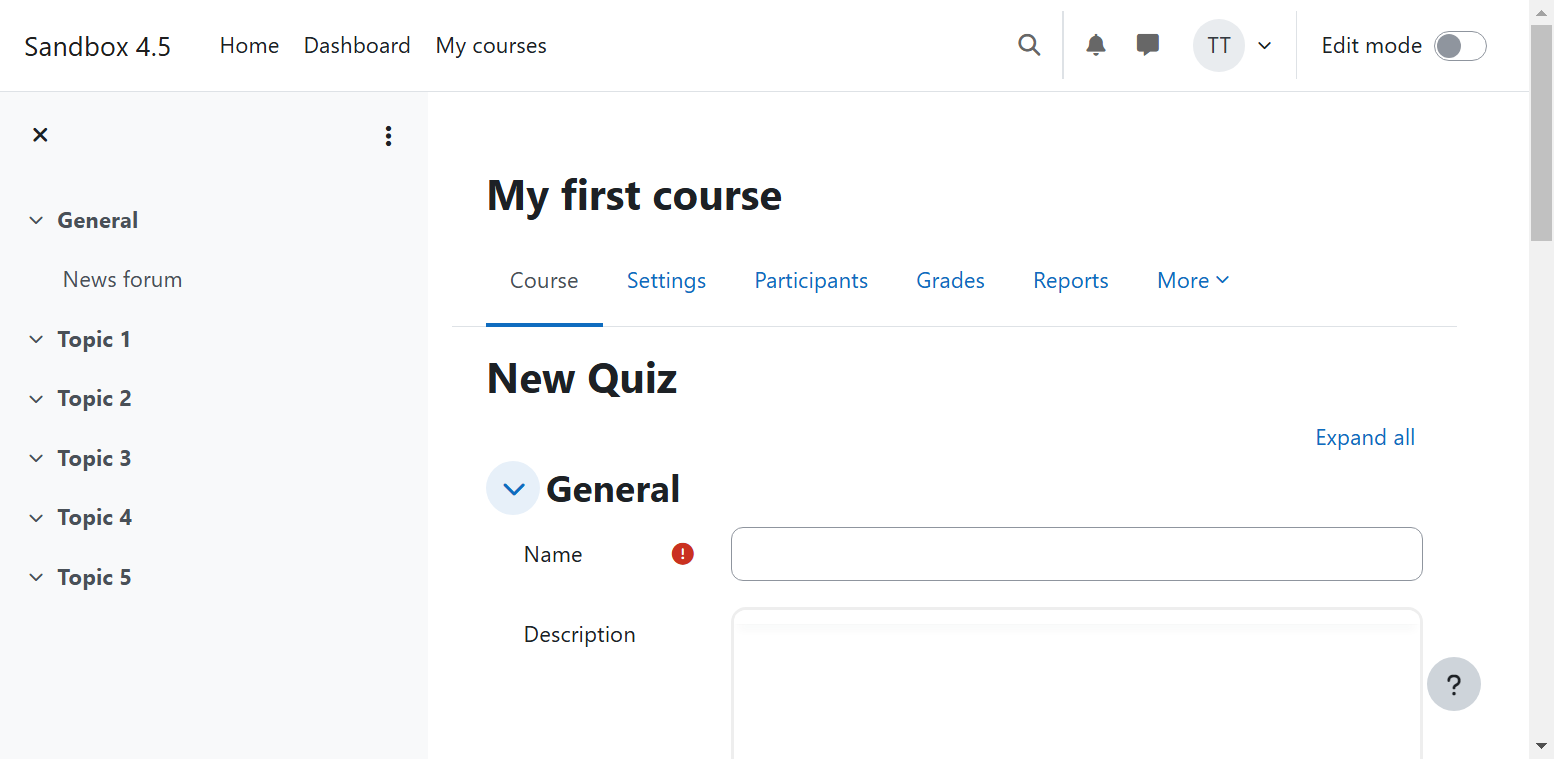 Sandbox 4.5 Home Dashboard My courses TT Edit mode
General
News forum
Topic 1
Topic 2
Topic 3
Topic 4
Topic 5
My first course
Course Settings Participants Grades Reports More
New Quiz
Expand all
General
Name
Description
?